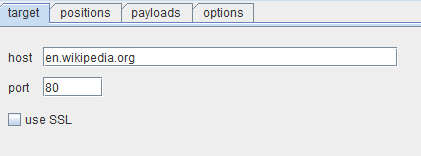 target positions payloads options
host en.wikipedia.org
port 80
use SSL